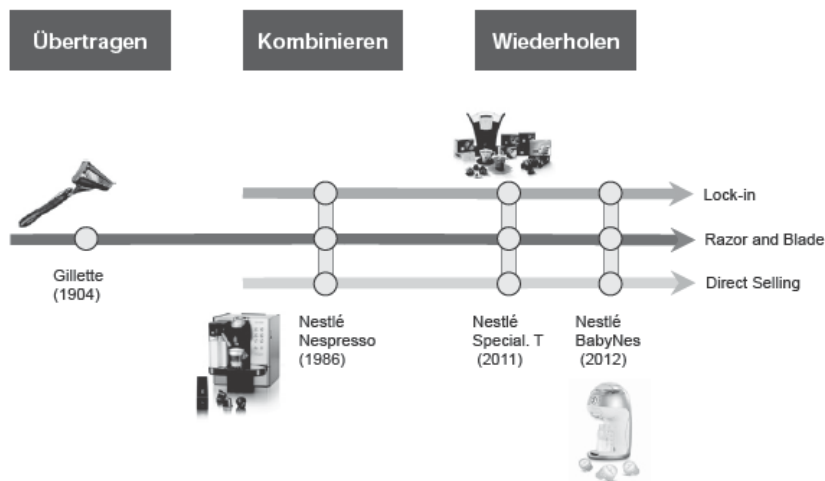 Übertragen
Kombinieren
Wiederholen
Lock-in
Razor and Blade
Direct Selling
Gillette
(1904)
Nestlé
Nespresso
(1986)
Nestlé
Special. T
(2011)
Nestlé
BabyNes
(2012)